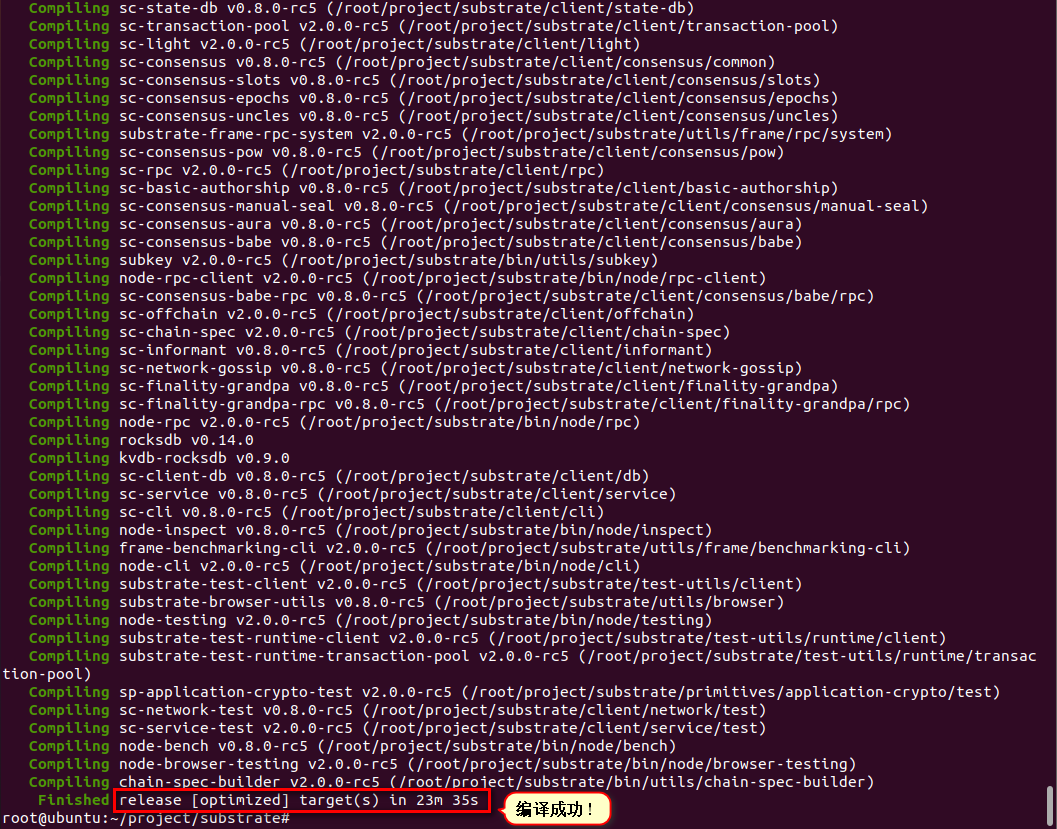 Compiling sc-state-db v0.8.0-rc5 (/root/project/substrate/client/state-db)
Compiling sc-transaction-pool v2.0.0-rc5 (/root/project/substrate/client/transaction-pool)
Compiling sc-light v2.0.0-rc5 (/root/project/substrate/client/light)
Compiling sc-consensus v0.8.0-rc5 (/root/project/substrate/client/consensus/common)
Compiling sc-consensus-slots v0.8.0-rc5 (/root/project/substrate/client/consensus/slots)
Compiling sc-consensus-epochs v0.8.0-rc5 (/root/project/substrate/client/consensus/epochs)
Compiling sc-consensus-uncles v0.8.0-rc5 (/root/project/substrate/client/consensus/uncles)
Compiling substrate-frame-rpc-system v2.0.0-rc5 (/root/project/substrate/utils/frame/rpc/system)
Compiling sc-consensus-pow v0.8.0-rc5 (/root/project/substrate/client/consensus/pow)
Compiling sc-rpc v2.0.0-rc5 (/root/project/substrate/client/rpc)
Compiling sc-basic-authorship v0.8.0-rc5 (/root/project/substrate/client/basic-authorship)
Compiling sc-consensus-manual-seal v0.8.0-rc5 (/root/project/substrate/client/consensus/manual-seal)
Compiling sc-consensus-aura v0.8.0-rc5 (/root/project/substrate/client/consensus/aura)
Compiling sc-consensus-babe v0.8.0-rc5 (/root/project/substrate/client/consensus/babe)
Compiling subkey v2.0.0-rc5 (/root/project/substrate/bin/utils/subkey)
Compiling node-rpc-client v2.0.0-rc5 (/root/project/substrate/bin/node/rpc-client)
Compiling sc-consensus-babe-rpc v0.8.0-rc5 (/root/project/substrate/client/consensus/babe/rpc)
Compiling sc-offchain v2.0.0-rc5 (/root/project/substrate/client/offchain)
Compiling sc-chain-spec v2.0.0-rc5 (/root/project/substrate/client/chain-spec)
Compiling sc-informant v0.8.0-rc5 (/root/project/substrate/client/informant)
Compiling sc-network-gossip v0.8.0-rc5 (/root/project/substrate/client/network-gossip)
Compiling sc-finality-grandpa v0.8.0-rc5 (/root/project/substrate/client/finality-grandpa)
Compiling sc-finality-grandpa-rpc v0.8.0-rc5 (/root/project/substrate/client/finality-grandpa/rpc)
Compiling node-rpc v2.0.0-rc5 (/root/project/substrate/bin/node/rpc)
Compiling rocksdb v0.14.0
Compiling kvdb-rocksdb v0.9.0
Compiling sc-client-db v0.8.0-rc5 (/root/project/substrate/client/db)
Compiling sc-service v0.8.0-rc5 (/root/project/substrate/client/service)
Compiling sc-cli v0.8.0-rc5 (/root/project/substrate/client/cli)
Compiling node-inspect v0.8.0-rc5 (/root/project/substrate/bin/node/inspect)
Compiling frame-benchmarking-cli v2.0.0-rc5 (/root/project/substrate/utils/frame/benchmarking-cli)
Compiling node-cli v2.0.0-rc5 (/root/project/substrate/bin/node/cli)
Compiling substrate-test-client v2.0.0-rc5 (/root/project/substrate/test-utils/client)
Compiling substrate-browser-utils v0.8.0-rc5 (/root/project/substrate/utils/browser)
Compiling node-testing v2.0.0-rc5 (/root/project/substrate/bin/node/testing)
Compiling substrate-test-runtime-client v2.0.0-rc5 (/root/project/substrate/test-utils/runtime/client)
Compiling substrate-test-runtime-transaction-pool v2.0.0-rc5 (/root/project/substrate/test-utils/runtime/transac
tion-pool)
Compiling sp-application-crypto-test v2.0.0-rc5 (/root/project/substrate/primitives/application-crypto/test)
Compiling sc-network-test v0.8.0-rc5 (/root/project/substrate/client/network/test)
Compiling sc-service-test v2.0.0-rc5 (/root/project/substrate/client/service/test)
Compiling node-bench v0.8.0-rc5 (/root/project/substrate/bin/node/bench)
Compiling node-browser-testing v2.0.0-rc5 (/root/project/substrate/bin/node/browser-testing)
Compiling chain-spec-builder v2.0.0-rc5 (/root/project/substrate/bin/utils/chain-spec-builder)
Finished release [optimized] target(s) in 23m 35s
编译成功！
root@ubuntu:~/project/substrate#